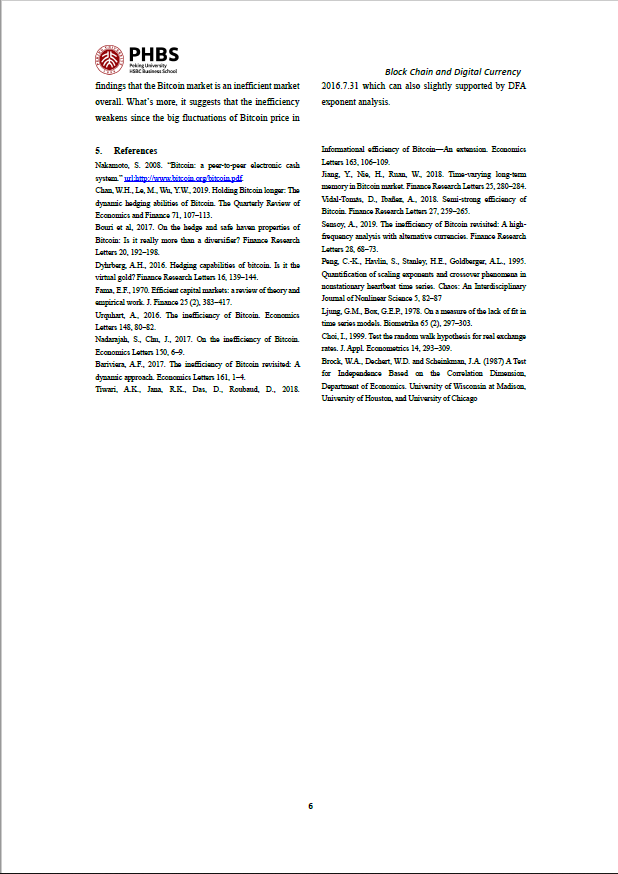 PHBS
Peking University
HSBC Business School
Block Chain and Digital Currency
findings that the Bitcoin market is an inefficient market
overall. What's more, it suggests that the inefficiency
weakens since the big fluctuations of Bitcoin price in
2016.7.31 which can also slightly supported by DFA
exponent analysis.
5. References
Nakamoto, S. 2008. “Bitcoin: a peer-to-peer electronic cash
system.” url:http://www.bitcoin.org/bitcoin.pdf.
Chan, W.H., Le, M., Wu, Y.W., 2019. Holding Bitcoin longer: The
dynamic hedging abilities of Bitcoin. The Quarterly Review of
Economics and Finance 71, 107–113.
Bouri et al, 2017. On the hedge and safe haven properties of
Bitcoin: Is it really more than a diversifier? Finance Research
Letters 20, 192–198.
Dyhrberg, A.H., 2016. Hedging capabilities of bitcoin. Is it the
virtual gold? Finance Research Letters 16, 139–144.
Fama, E.F., 1970. Efficient capital markets: a review of theory and
empirical work. J. Finance 25 (2), 383–417.
Urquhart, A., 2016. The inefficiency of Bitcoin. Economics
Letters 148, 80–82.
Nadarajah, S., Chu, J., 2017. On the inefficiency of Bitcoin.
Economics Letters 150, 6–9.
Bariviera, A.F., 2017. The inefficiency of Bitcoin revisited: A
dynamic approach. Economics Letters 161, 1–4.
Tiwari, A.K., Jana, R.K., Das, D., Roubaud, D., 2018.
Informational efficiency of Bitcoin—An extension. Economics
Letters 163, 106–109.
Jiang, Y., Nie, H., Ruan, W., 2018. Time-varying long-term
memory in Bitcoin market. Finance Research Letters 25, 280–284.
Vidal-Tomás, D., Ibañez, A., 2018. Semi-strong efficiency of
Bitcoin. Finance Research Letters 27, 259–265.
Sensoy, A., 2019. The inefficiency of Bitcoin revisited: A high-
frequency analysis with alternative currencies. Finance Research
Letters 28, 68–73.
Peng, C.-K., Havlin, S., Stanley, H.E., Goldberger, A.L., 1995.
Quantification of scaling exponents and crossover phenomena in
nonstationary heartbeat time series. Chaos: An Interdisciplinary
Journal of Nonlinear Science 5, 82–87
Ljung, G.M., Box, G.E.P., 1978. On a measure of the lack of fit in
time series models. Biometrika 65 (2), 297–303.
Choi, I., 1999. Test the random walk hypothesis for real exchange
rates. J. Appl. Econometrics 14, 293–309.
Brock, W.A., Dechert, W.D. and Scheinkman, J.A. (1987) A Test
for Independence Based on the Correlation Dimension,
Department of Economics. University of Wisconsin at Madison,
University of Houston, and University of Chicago
6